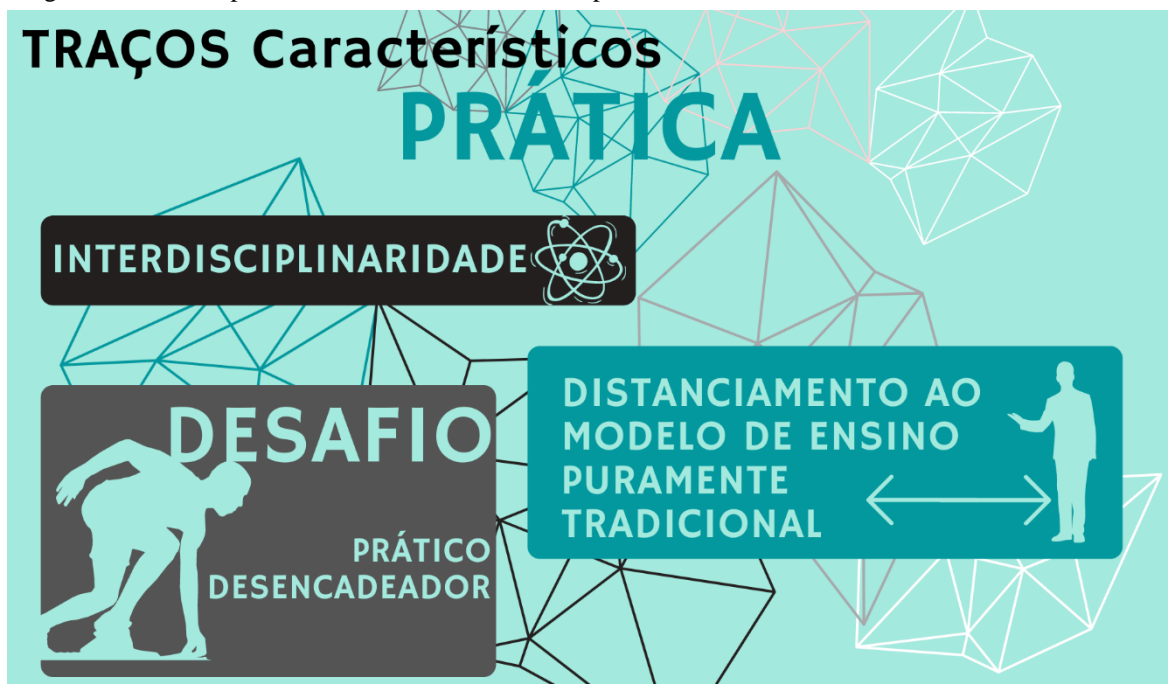 TRAÇOS Característicos
PRÁTICA
INTERDISCIPLINARIDADE
DESAFIO
PRÁTICO
DESENCADEADOR
DISTANCIAMENTO AO
MODELO DE ENSINO
PURAMENTE
TRADICIONAL